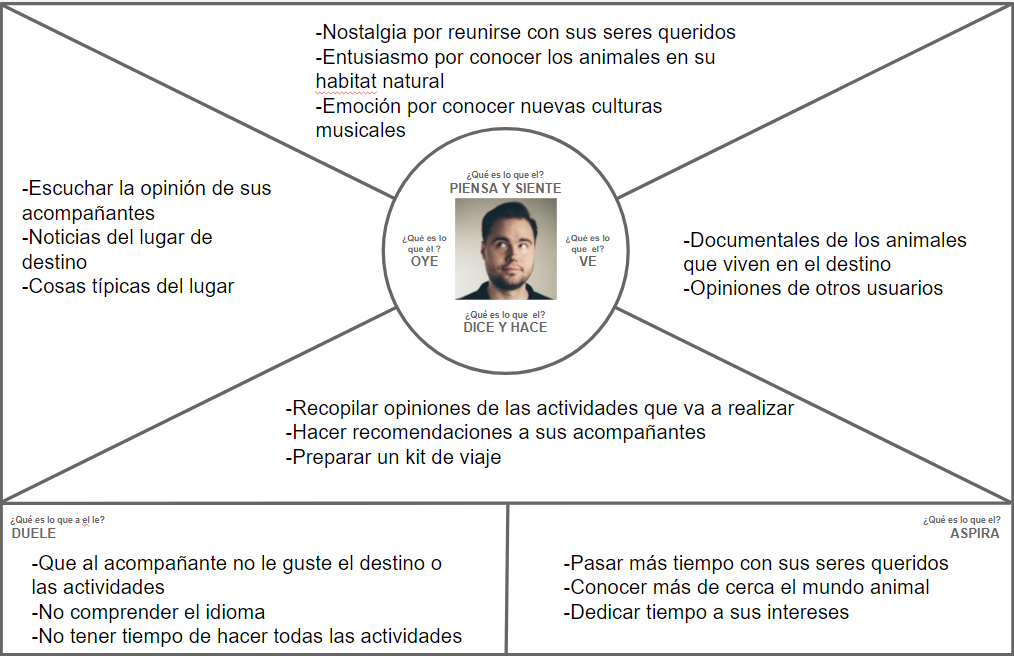 -Nostalgia por reunirse con sus seres queridos
-Entusiasmo por conocer los animales en su
habitat natural
-Emoción por conocer nuevas culturas
musicales
¿Qué es lo que el?
PIENSA Y SIENTE
-Escuchar la opinión de sus
acompañantes
-Noticias del lugar de
destino
-Cosas típicas del lugar
¿Qué es lo
que él ?
OYE
¿Qué es lo
que el?
VE
-Documentales de los animales
que viven en el destino
-Opiniones de otros usuarios
¿Qué es lo que el?
DICE Y HACE
-Recopilar opiniones de las actividades que va a realizar
-Hacer recomendaciones a sus acompañantes
-Preparar un kit de viaje
¿Qué es lo que a el le?
DUELE
-Que al acompañante no le guste el destino o
las actividades
-No comprender el idioma
-No tener tiempo de hacer todas las actividades
¿Qué es lo que el?
ASPIRA
-Pasar más tiempo con sus seres queridos
-Conocer más de cerca el mundo animal
-Dedicar tiempo a sus intereses